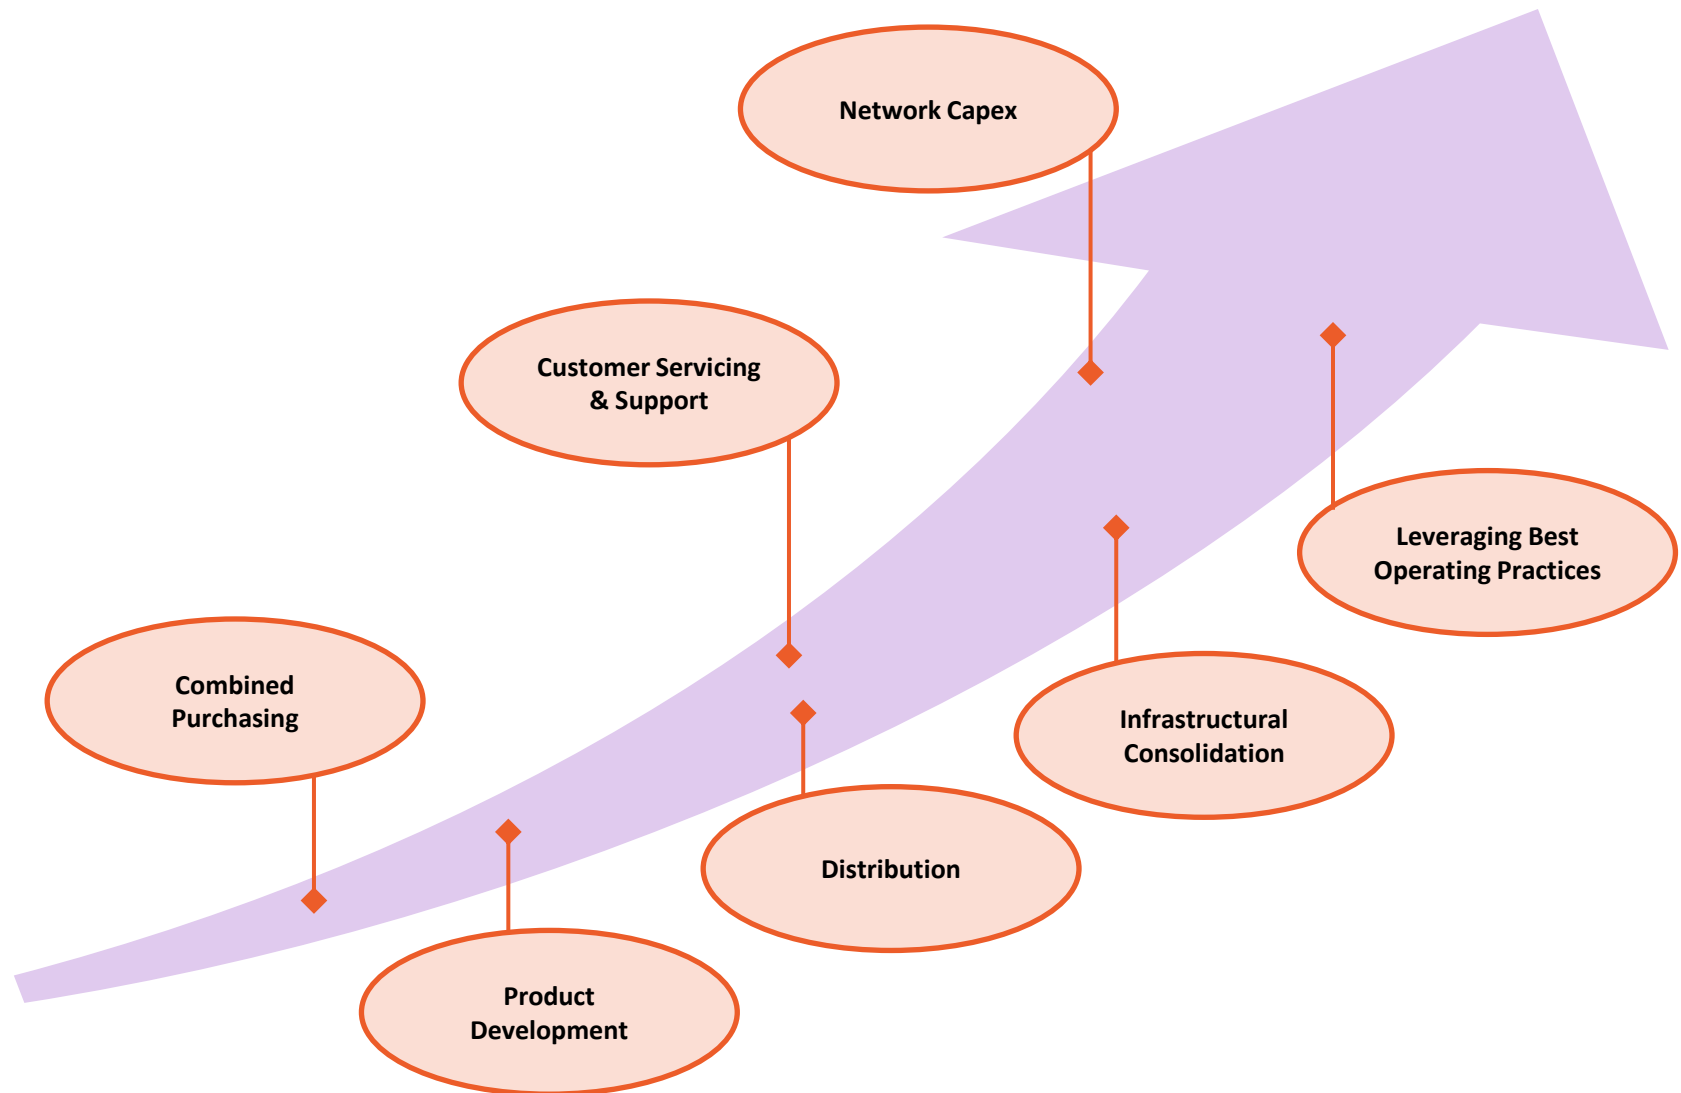 Network Capex
Customer Servicing
& Support
Leveraging Best
Operating Practices
Combined
Purchasing
Infrastructural
Consolidation
Distribution
Product
Development